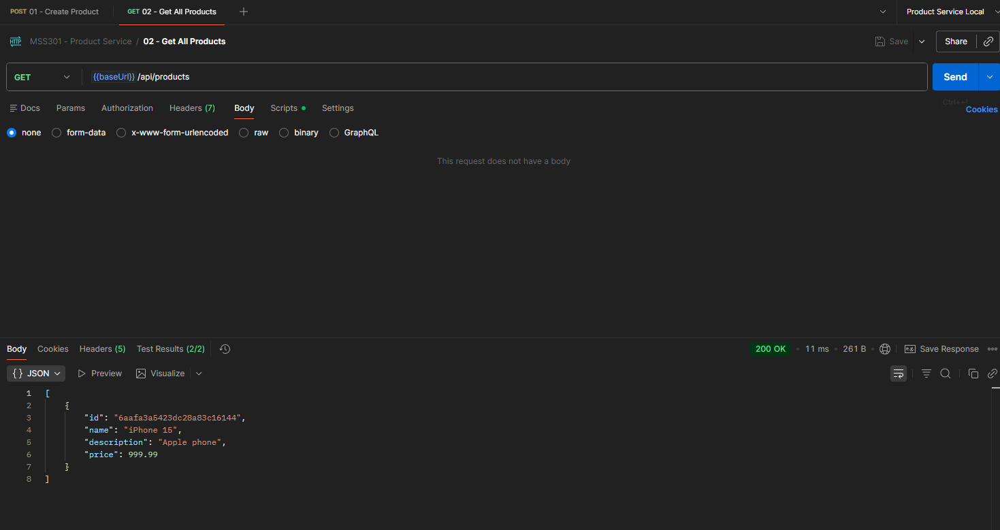 POST 01 - Create Product GET 02 - Get All Products Product Service Local
HTTP MSS301 - Product Service / 02 - Get All Products Save Share
GET {{baseUrl}} /api/products Send
Ctrl+↵
Docs Params Authorization Headers (7) Body Scripts Settings Cookies
none form-data x-www-form-urlencoded raw binary GraphQL
This request does not have a body
Body Cookies Headers (5) Test Results (2/2) 200 OK 11 ms 261 B e.g. Save Response
{} JSON Preview Visualize
1 [
2 {
3 "id": "6aafa3a5423dc28a83c16144",
4 "name": "iPhone 15",
5 "description": "Apple phone",
6 "price": 999.99
7 }
8 ]